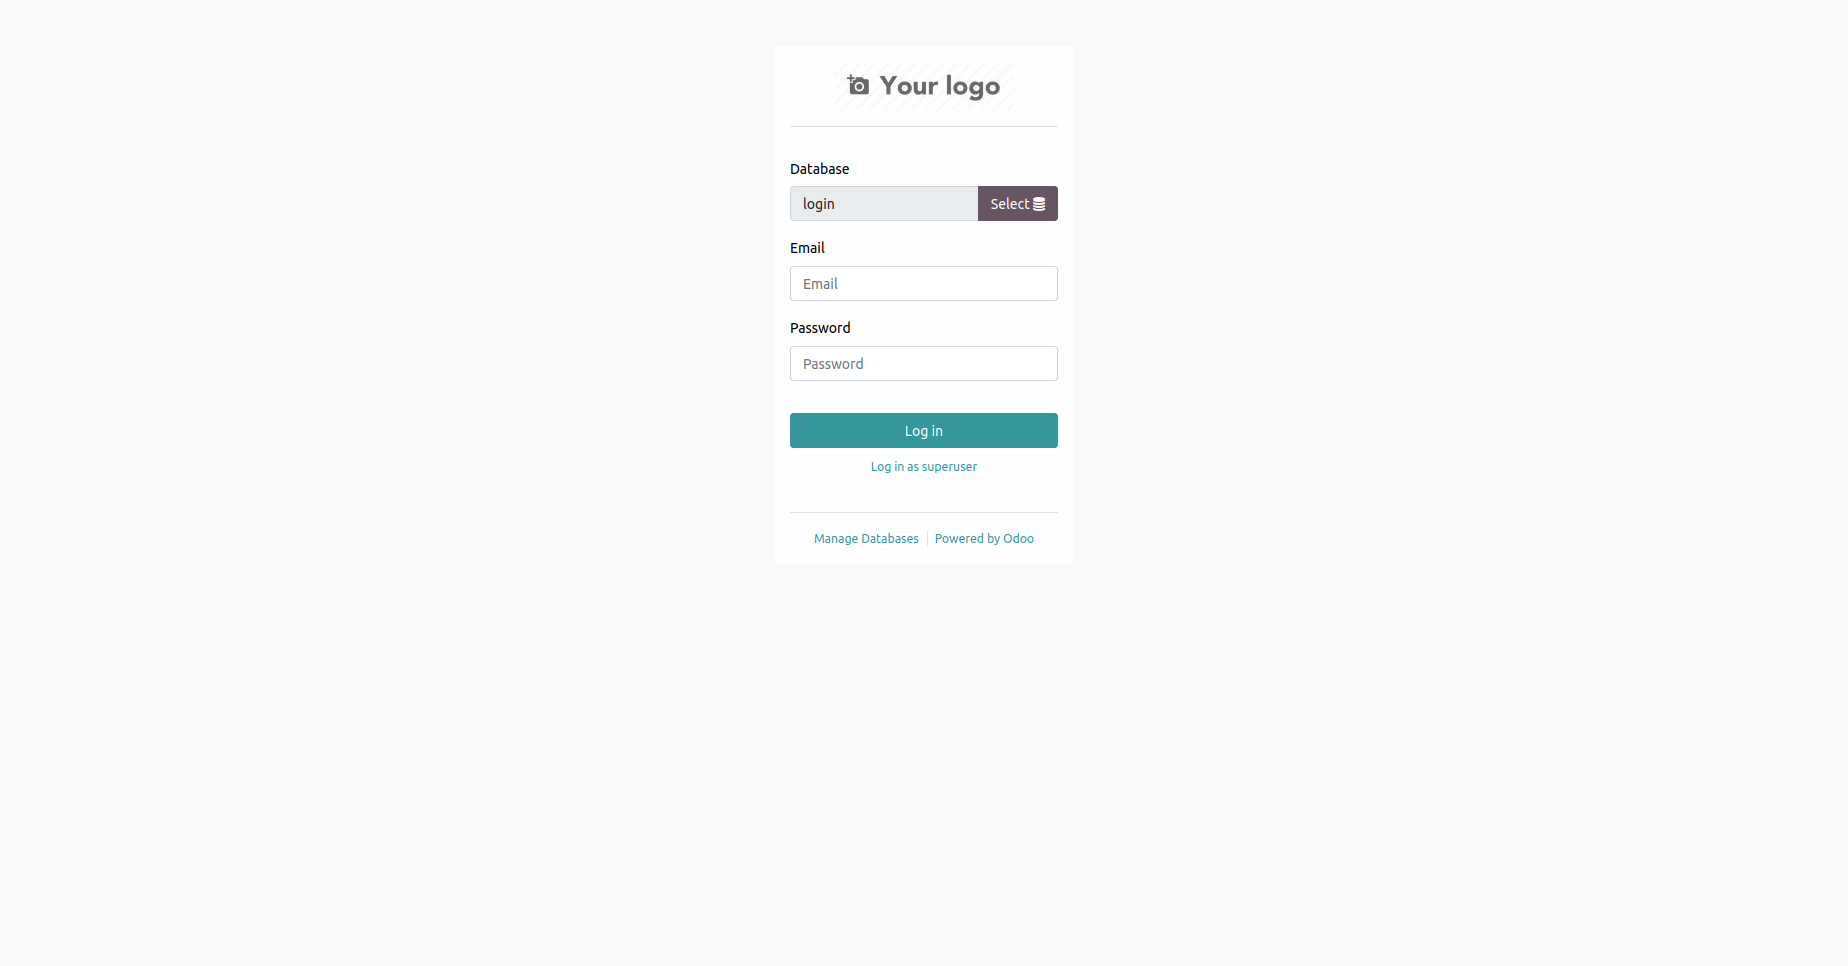 Your logo
Database
login
Select
Email
Email
Password
Password
Log in
Log in as superuser
Manage Databases
Powered by Odoo